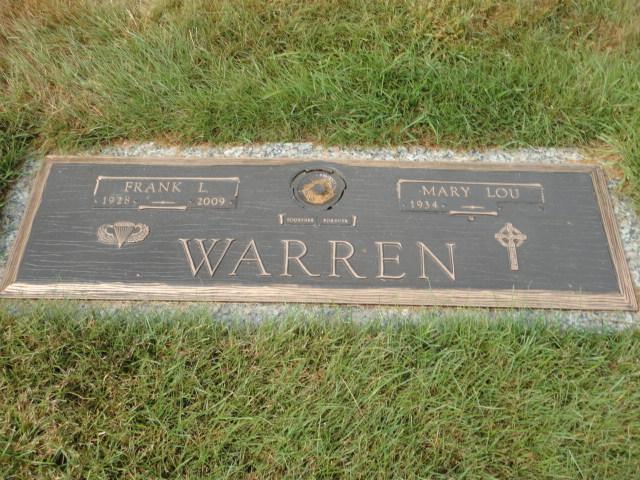 FRANK L.
1928 2009
MARY LOU
1934
TOGETHER FOREVER
WARREN